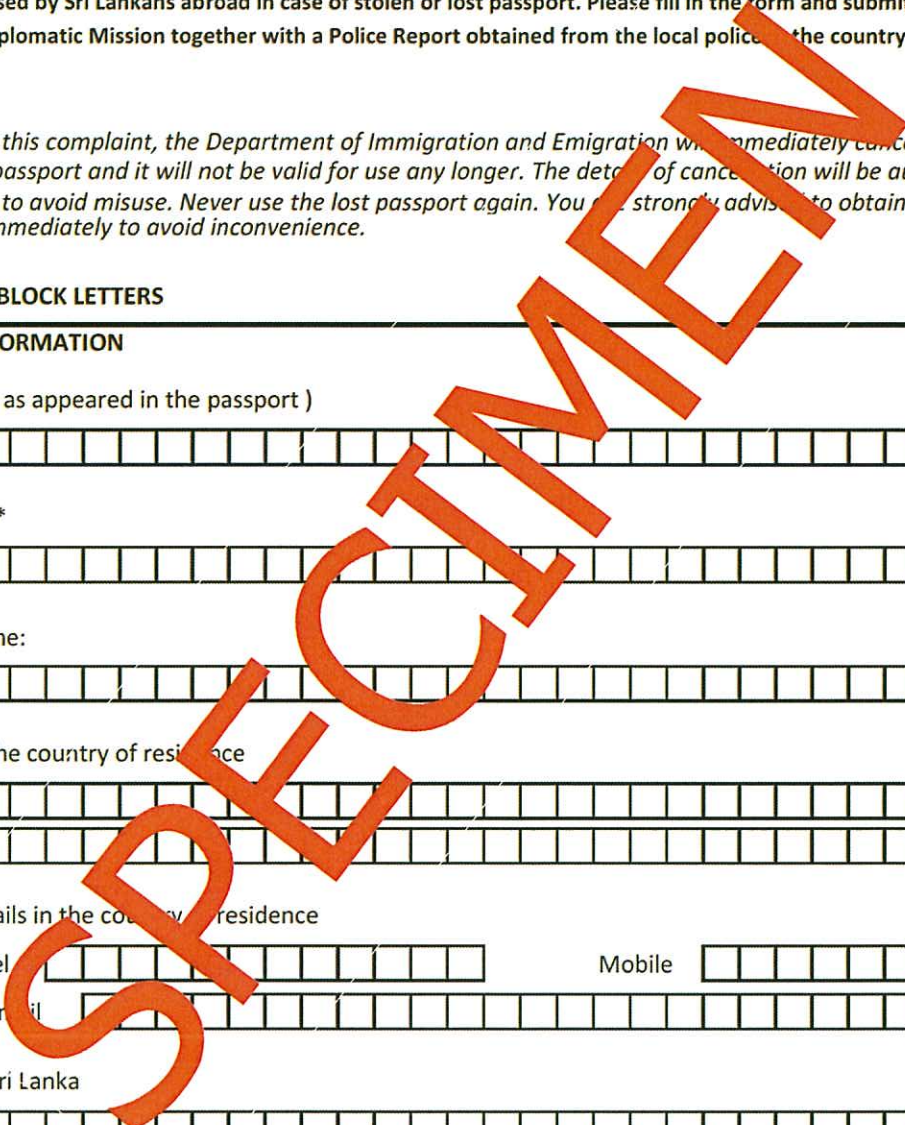 sed by Sri Lankans abroad in case of stolen or lost passport. Please fill in the form and submit
plomatic Mission together with a Police Report obtained from the local police the country
this complaint, the Department of Immigration and Emigration immediately
passport and it will not be valid for use any longer. The of will be
to avoid misuse. Never use the lost passport again. You strongly to obtain
mmediately to avoid inconvenience.
BLOCK LETTERS
ORMATION
as appeared in the passport )
*
ne:
ne country of residence
ails in the residence
el
Mobile
il
ri Lanka
SPECIMEN